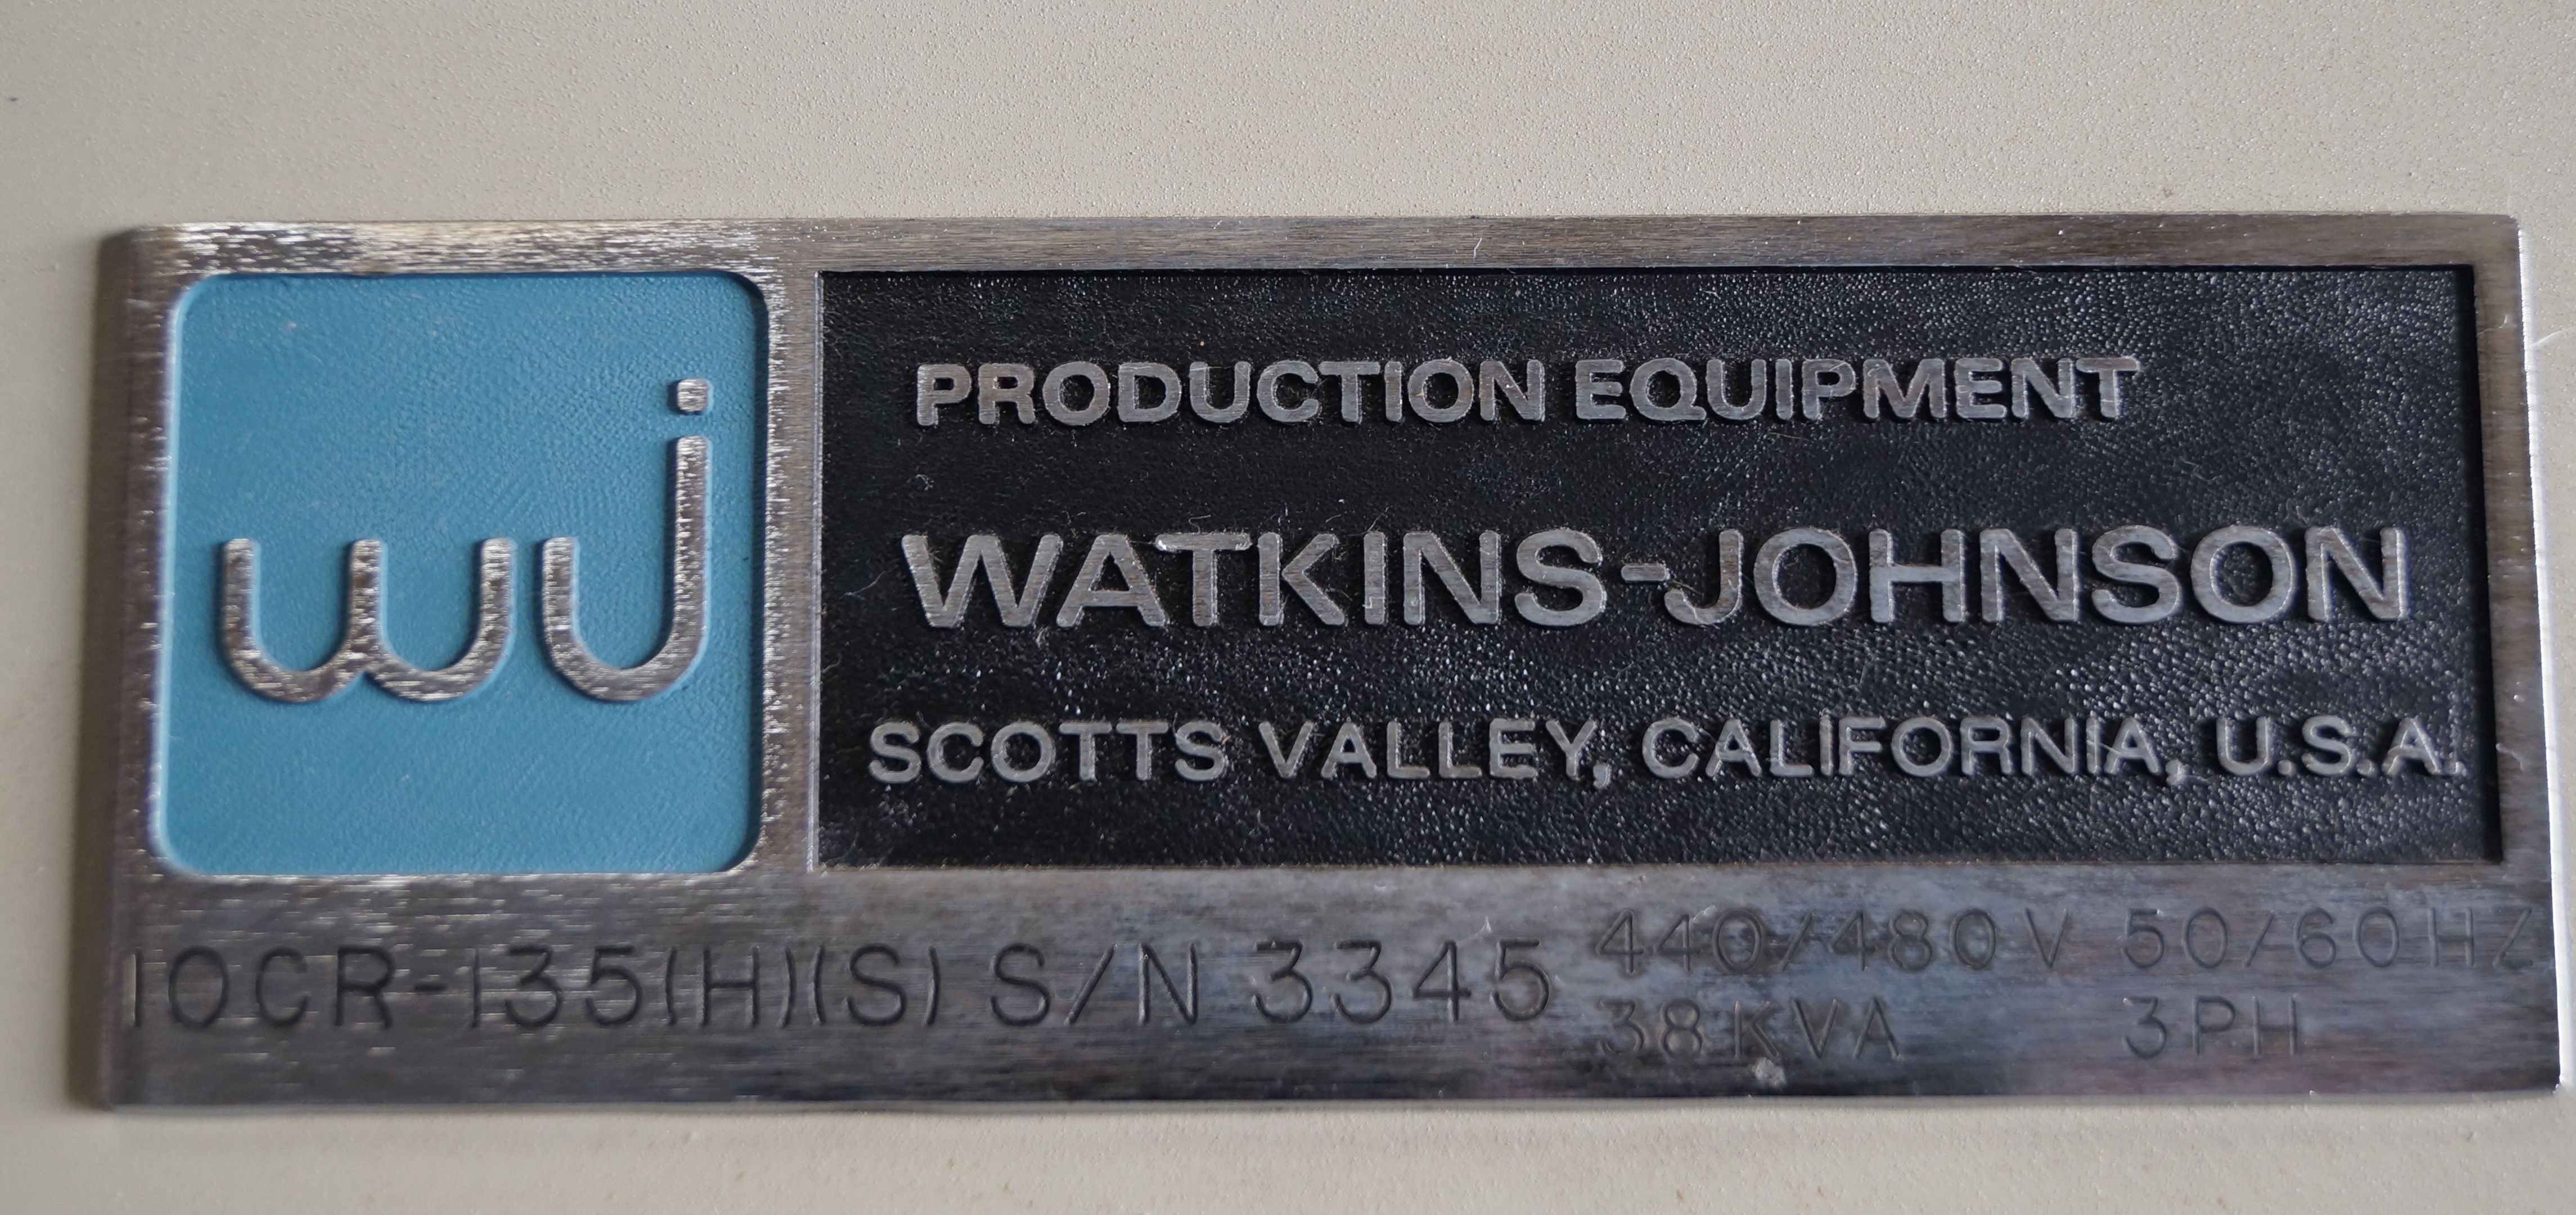 wj
PRODUCTION EQUIPMENT
WATKINS-JOHNSON
SCOTTS VALLEY, CALIFORNIA, U.S.A.
10CR-135(H)(S) S/N 3345
440/480V 50/60HZ
38KVA 3PH